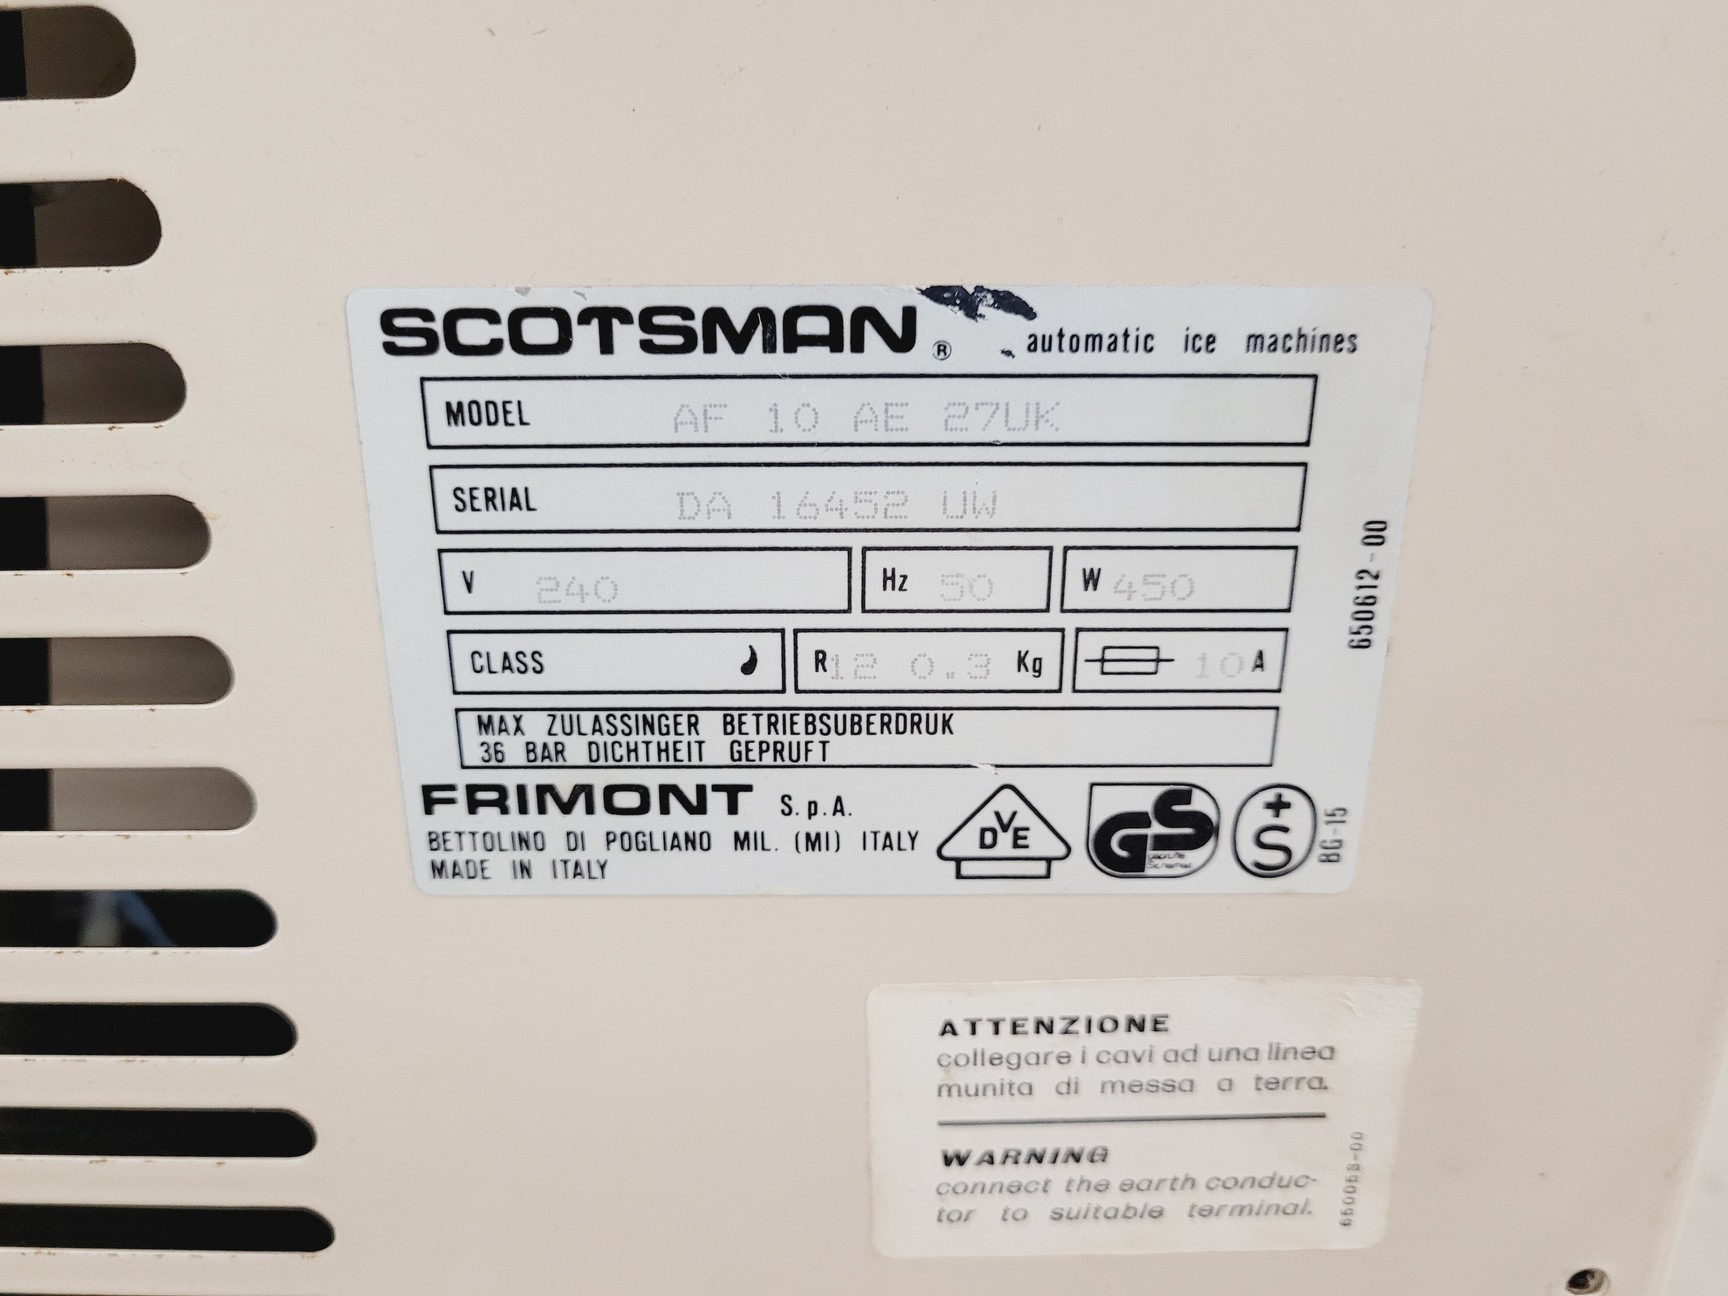 SCOTSMAN ® automatic ice machines
MODEL AF 10 AE 27UK
SERIAL DA 16452 UW
V 240 Hz 50 W 450
CLASS R12 0.3 Kg 10 A
MAX ZULASSINGER BETRIEBSUBERDRUK
36 BAR DICHTHEIT GEPRUFT
FRIMONT S.p.A.
BETTOLINO DI POGLIANO MIL. (MI) ITALY
MADE IN ITALY
DVE
GS
geprüfte
Sicherheit
+S
BG-15
650612-00
ATTENZIONE
collegare i cavi ad una linea
munita di messa a terra.
WARNING
connect the earth conduc-
tor to suitable terminal.